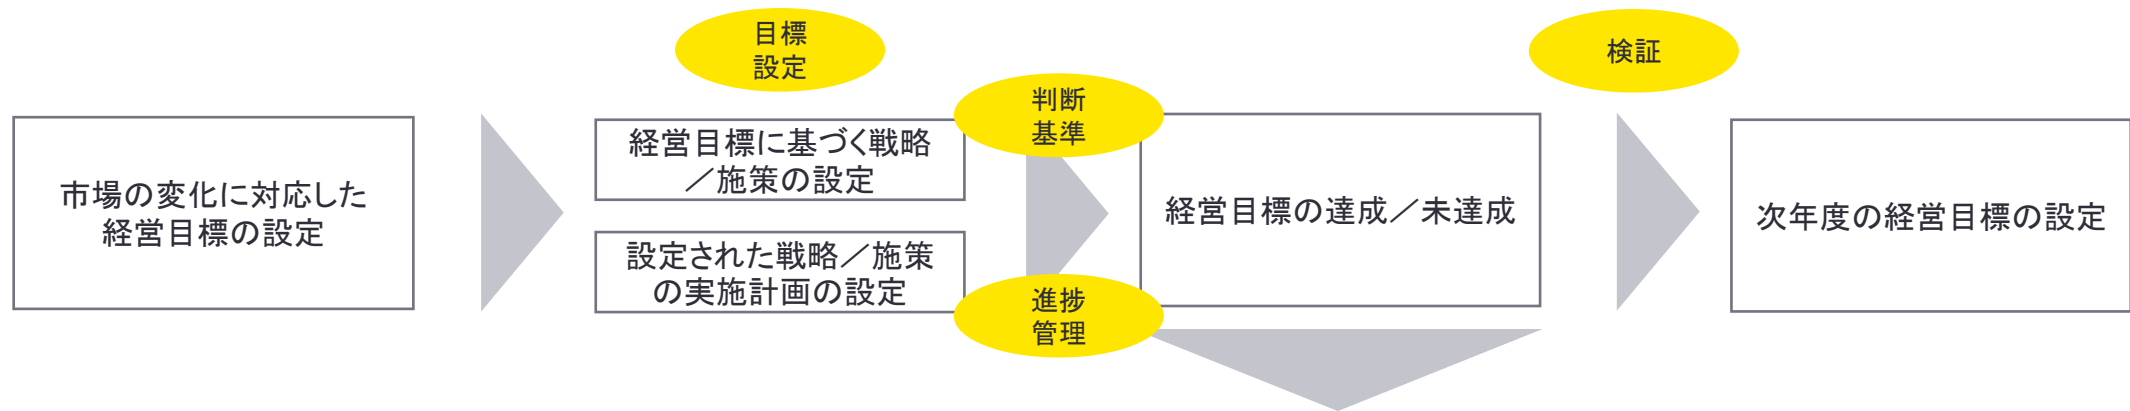 目標
設定
検証
判断
基準
市場の変化に対応した
経営目標の設定
経営目標に基づく戦略
／施策の設定
設定された戦略／施策
の実施計画の設定
進捗
管理
経営目標の達成／未達成
次年度の経営目標の設定